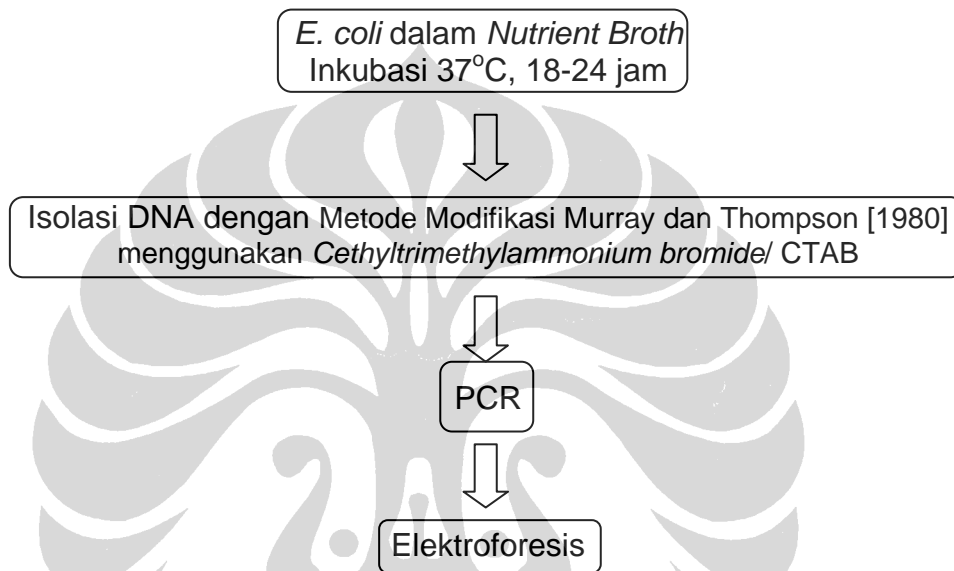 E. coli dalam Nutrient Broth
Inkubasi 37°C, 18-24 jam
Isolasi DNA dengan Metode Modifikasi Murray dan Thompson [1980]
menggunakan Cethyltrimethylammonium bromide/ CTAB
PCR
Elektroforesis